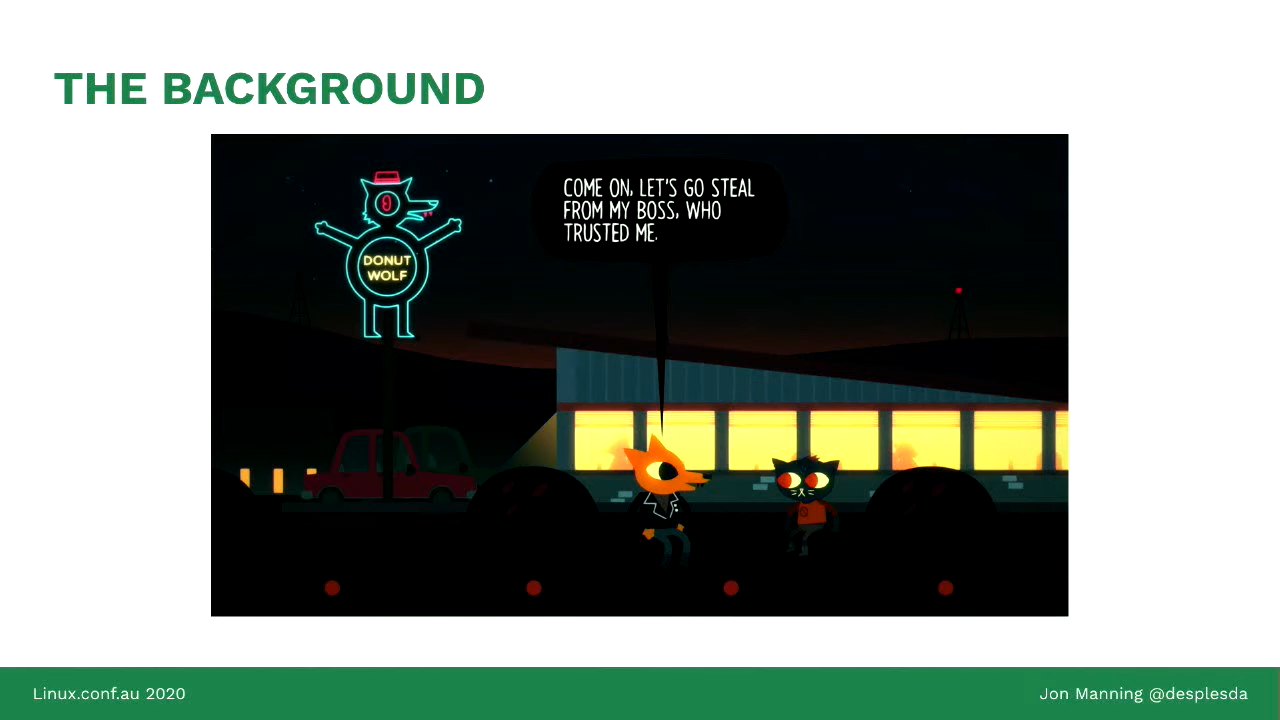 THE BACKGROUND
COME ON, LET'S GO STEAL
FROM MY BOSS, WHO
TRUSTED ME.
DONUT
WOLF
Linux.conf.au 2020
Jon Manning @desplesda